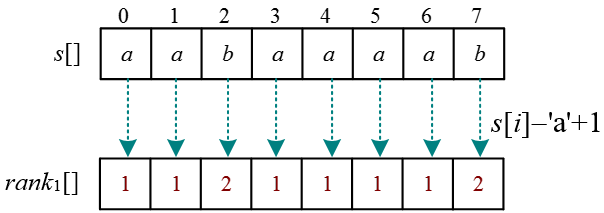 0 1 2 3 4 5 6 7
s[] a a b a a a a b
s[i]–'a'+1
rank₁[] 1 1 2 1 1 1 1 2